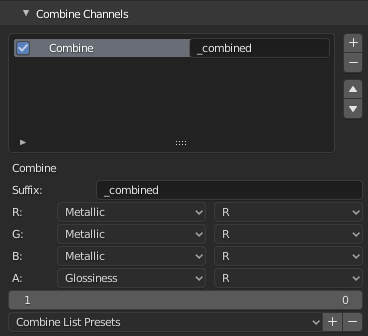 Combine Channels
Combine _combined
Combine
Suffix: _combined
R: Metallic R
G: Metallic R
B: Metallic R
A: Glossiness R
1 0
Combine List Presets